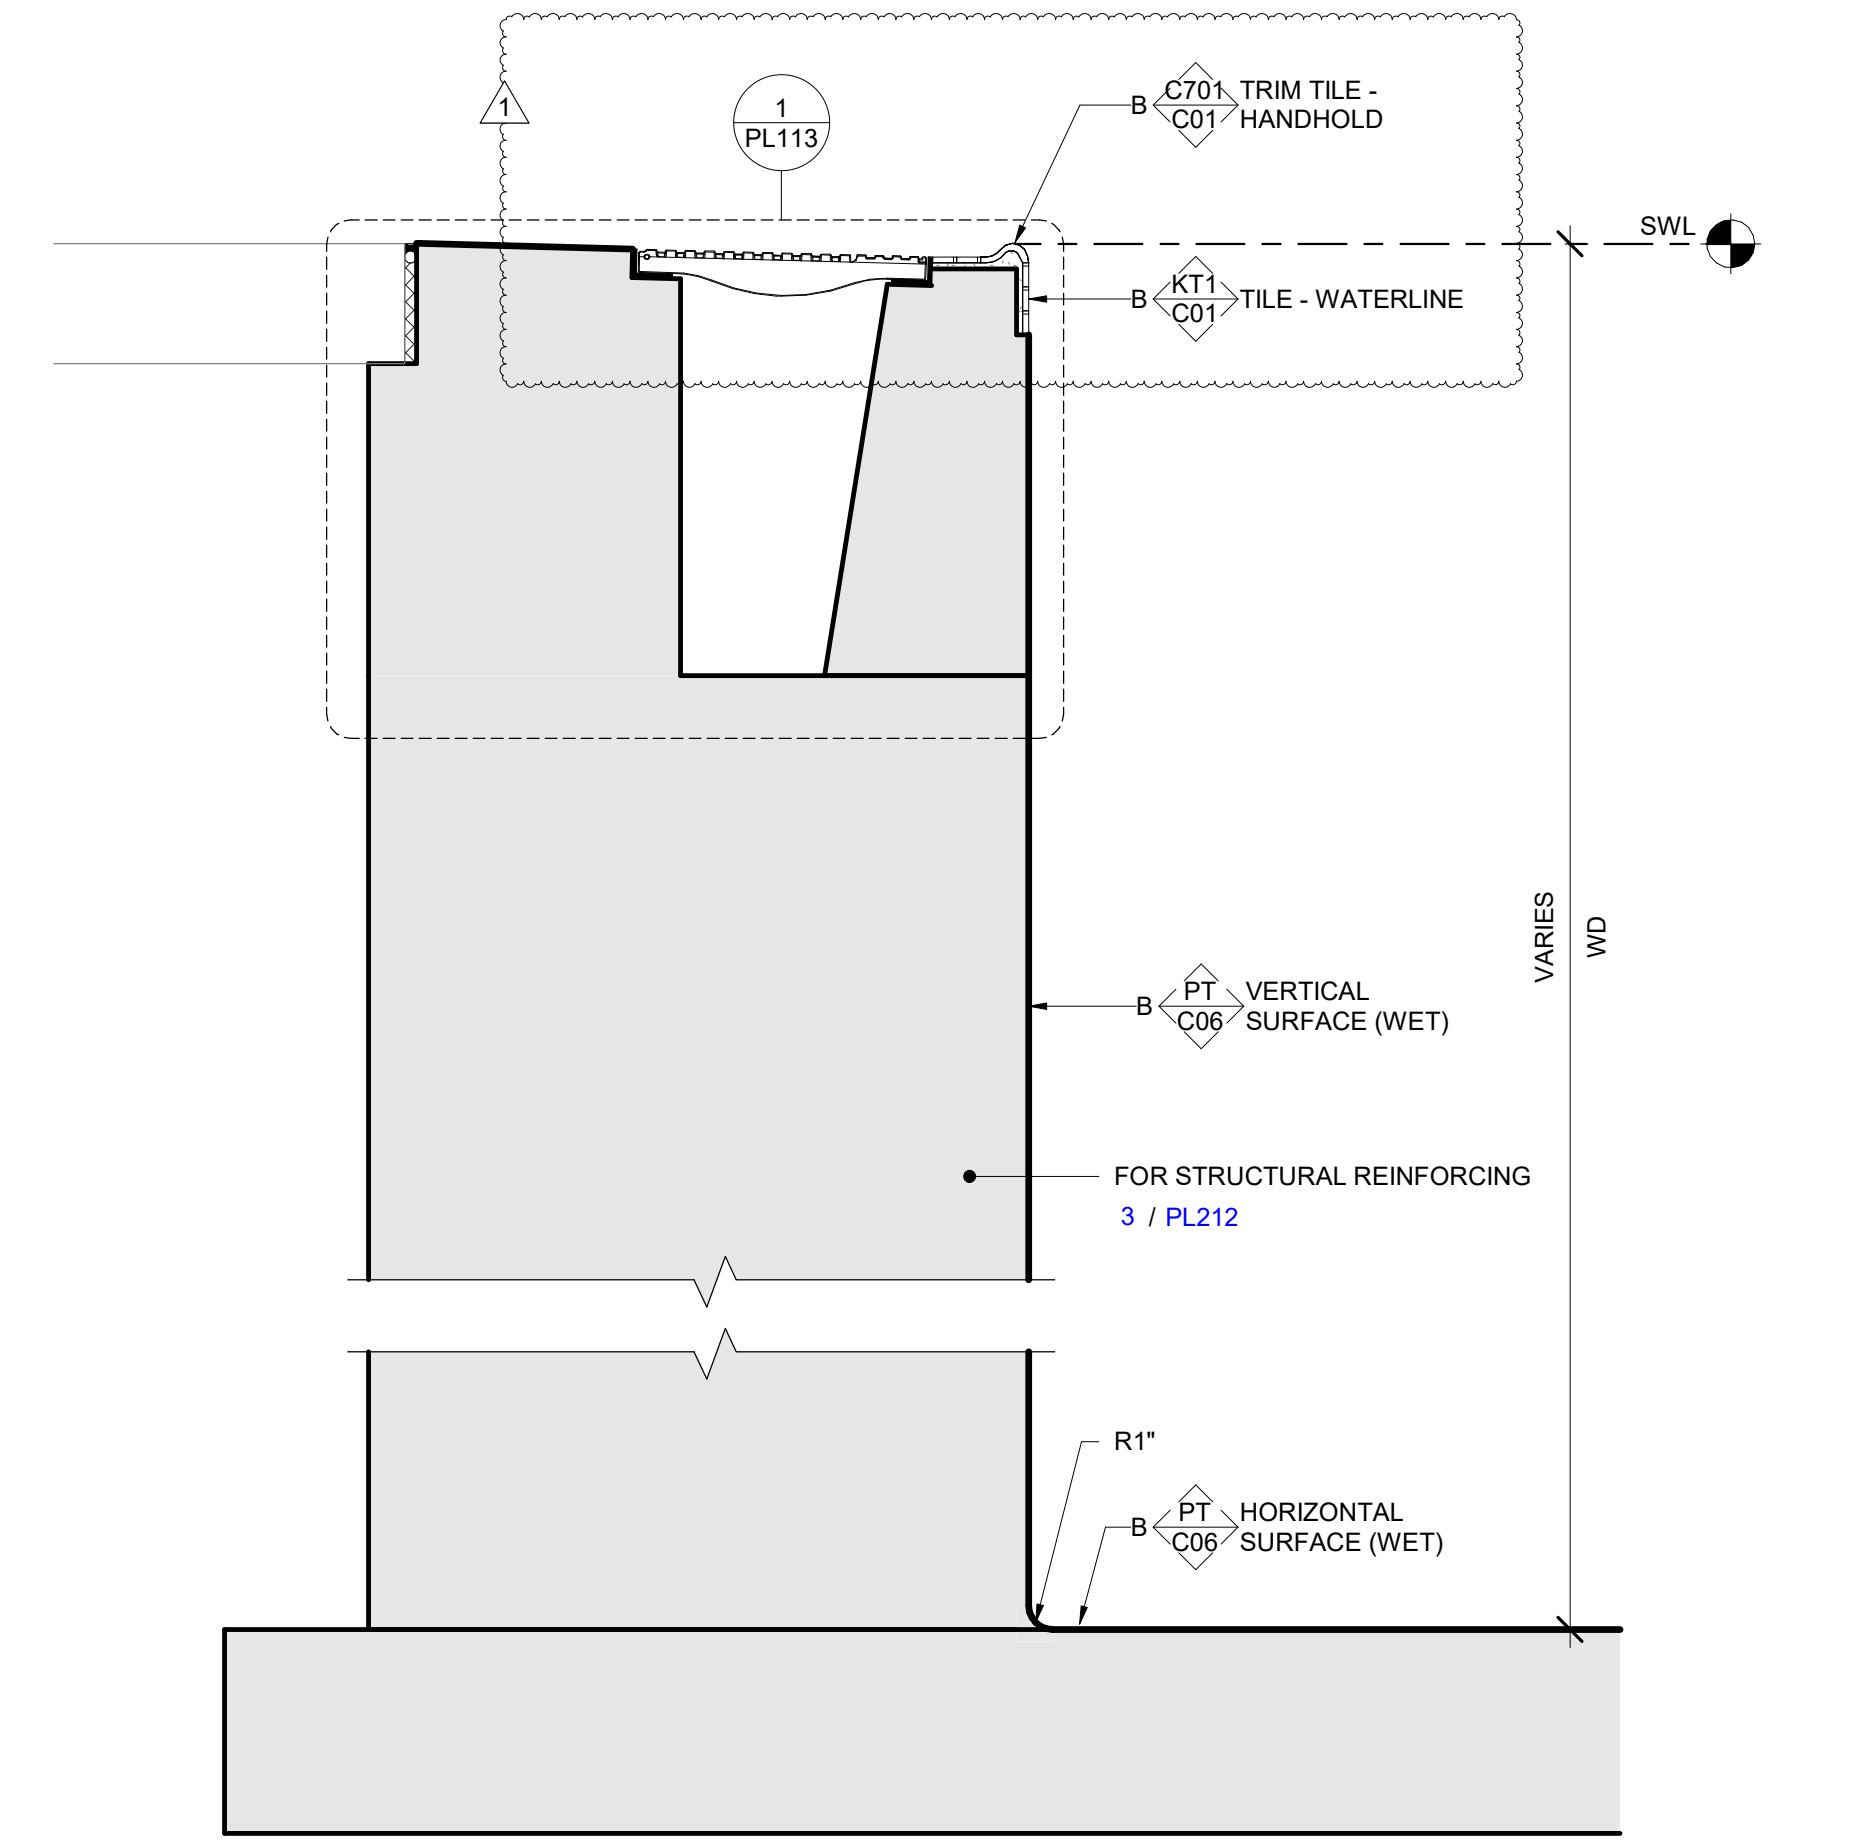 1
1
PL113
B
C701
C01
TRIM TILE -
HANDHOLD
SWL
B
KT1
C01
TILE - WATERLINE
VARIES
WD
B
PT
C06
VERTICAL
SURFACE (WET)
FOR STRUCTURAL REINFORCING
3 / PL212
R1"
B
PT
C06
HORIZONTAL
SURFACE (WET)